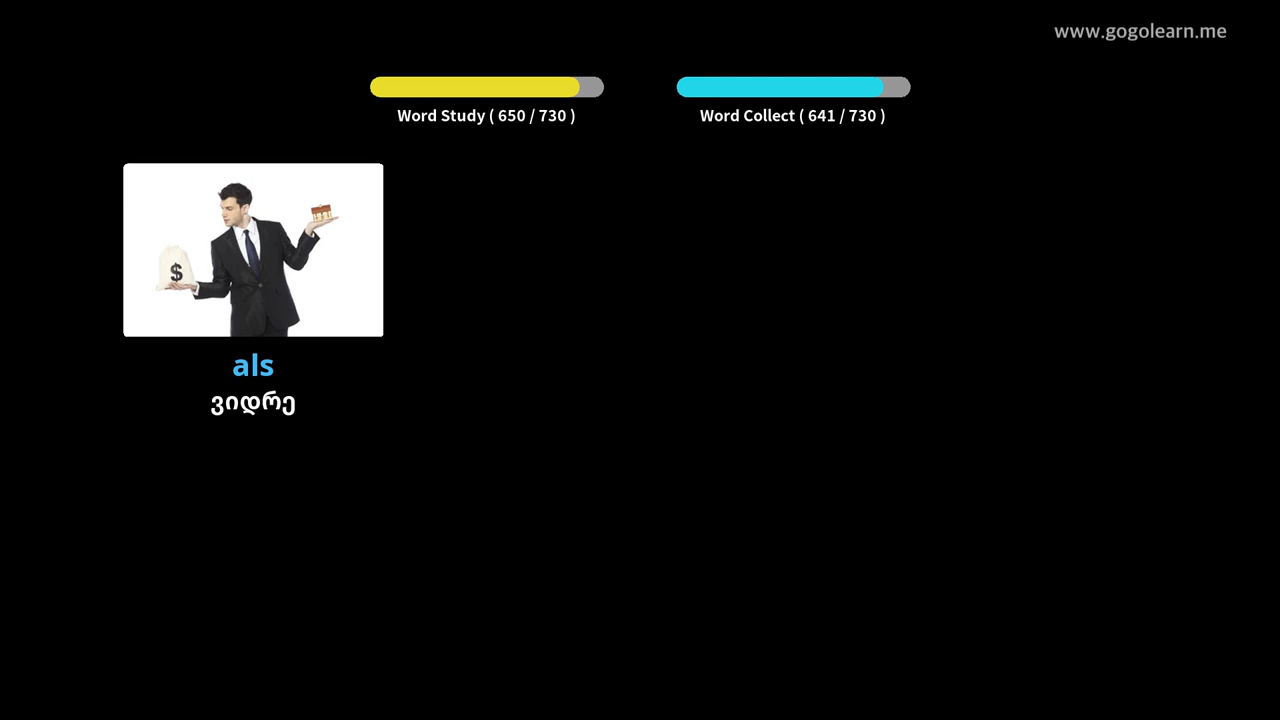 www.gogolearn.me
Word Study ( 650 / 730 )
Word Collect ( 641 / 730 )
$
als
ვიდრე